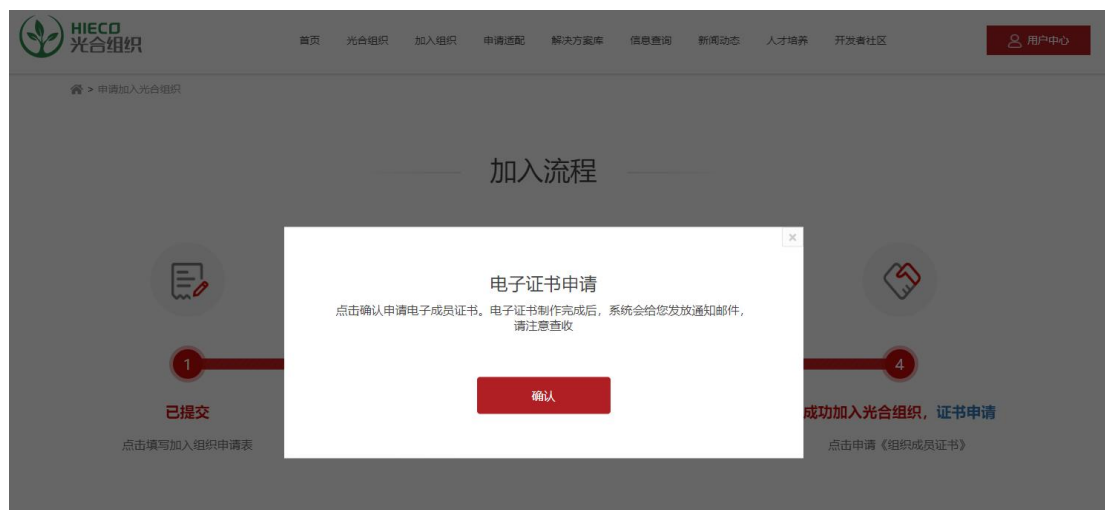 HIECO
光合组织
首页 光合组织 加入组织 申请适配 解决方案库 信息查询 新闻动态 人才培养 开发者社区 用户中心
> 申请加入光合组织
加入流程
×
电子证书申请
点击确认申请电子成员证书。电子证书制作完成后，系统会给您发放通知邮件，
请注意查收
1
4
确认
已提交
成功加入光合组织，证书申请
点击填写加入组织申请表
点击申请《组织成员证书》